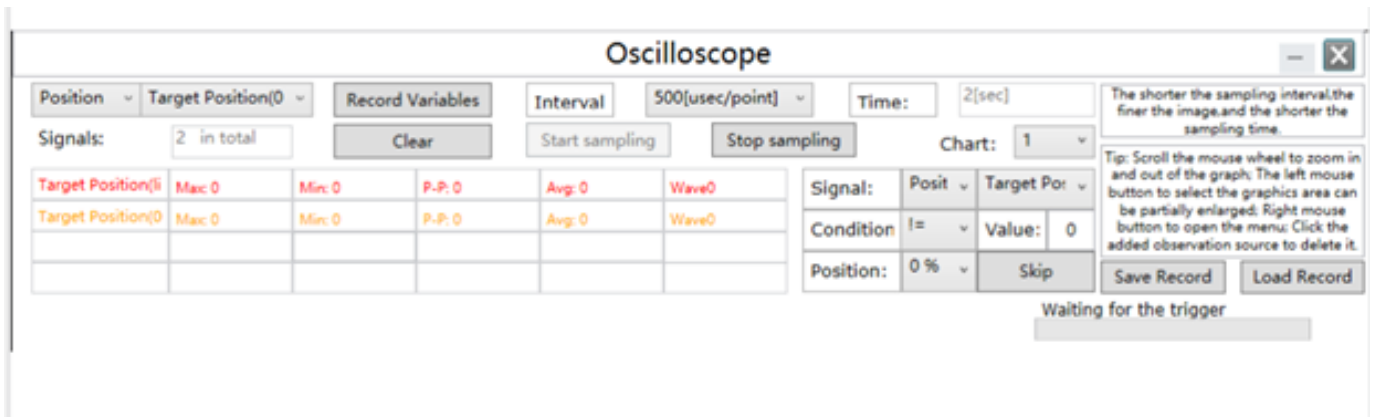 Oscilloscope
Position Target Position(0 Record Variables Interval 500[usec/point] Time: 2[sec]
The shorter the sampling interval,the
finer the image,and the shorter the
sampling time.
Signals: 2 in total Clear Start sampling Stop sampling Chart: 1
Tip: Scroll the mouse wheel to zoom in
and out of the graph; The left mouse
button to select the graphics area can
be partially enlarged; Right mouse
button to open the menu; Click the
added observation source to delete it.
Target Position(li Max: 0 Min: 0 P-P: 0 Avg: 0 Wave0
Target Position(0 Max: 0 Min: 0 P-P: 0 Avg: 0 Wave0
Signal: Posit Target Pos
Condition != Value: 0
Position: 0 % Skip
Save Record Load Record
Waiting for the trigger